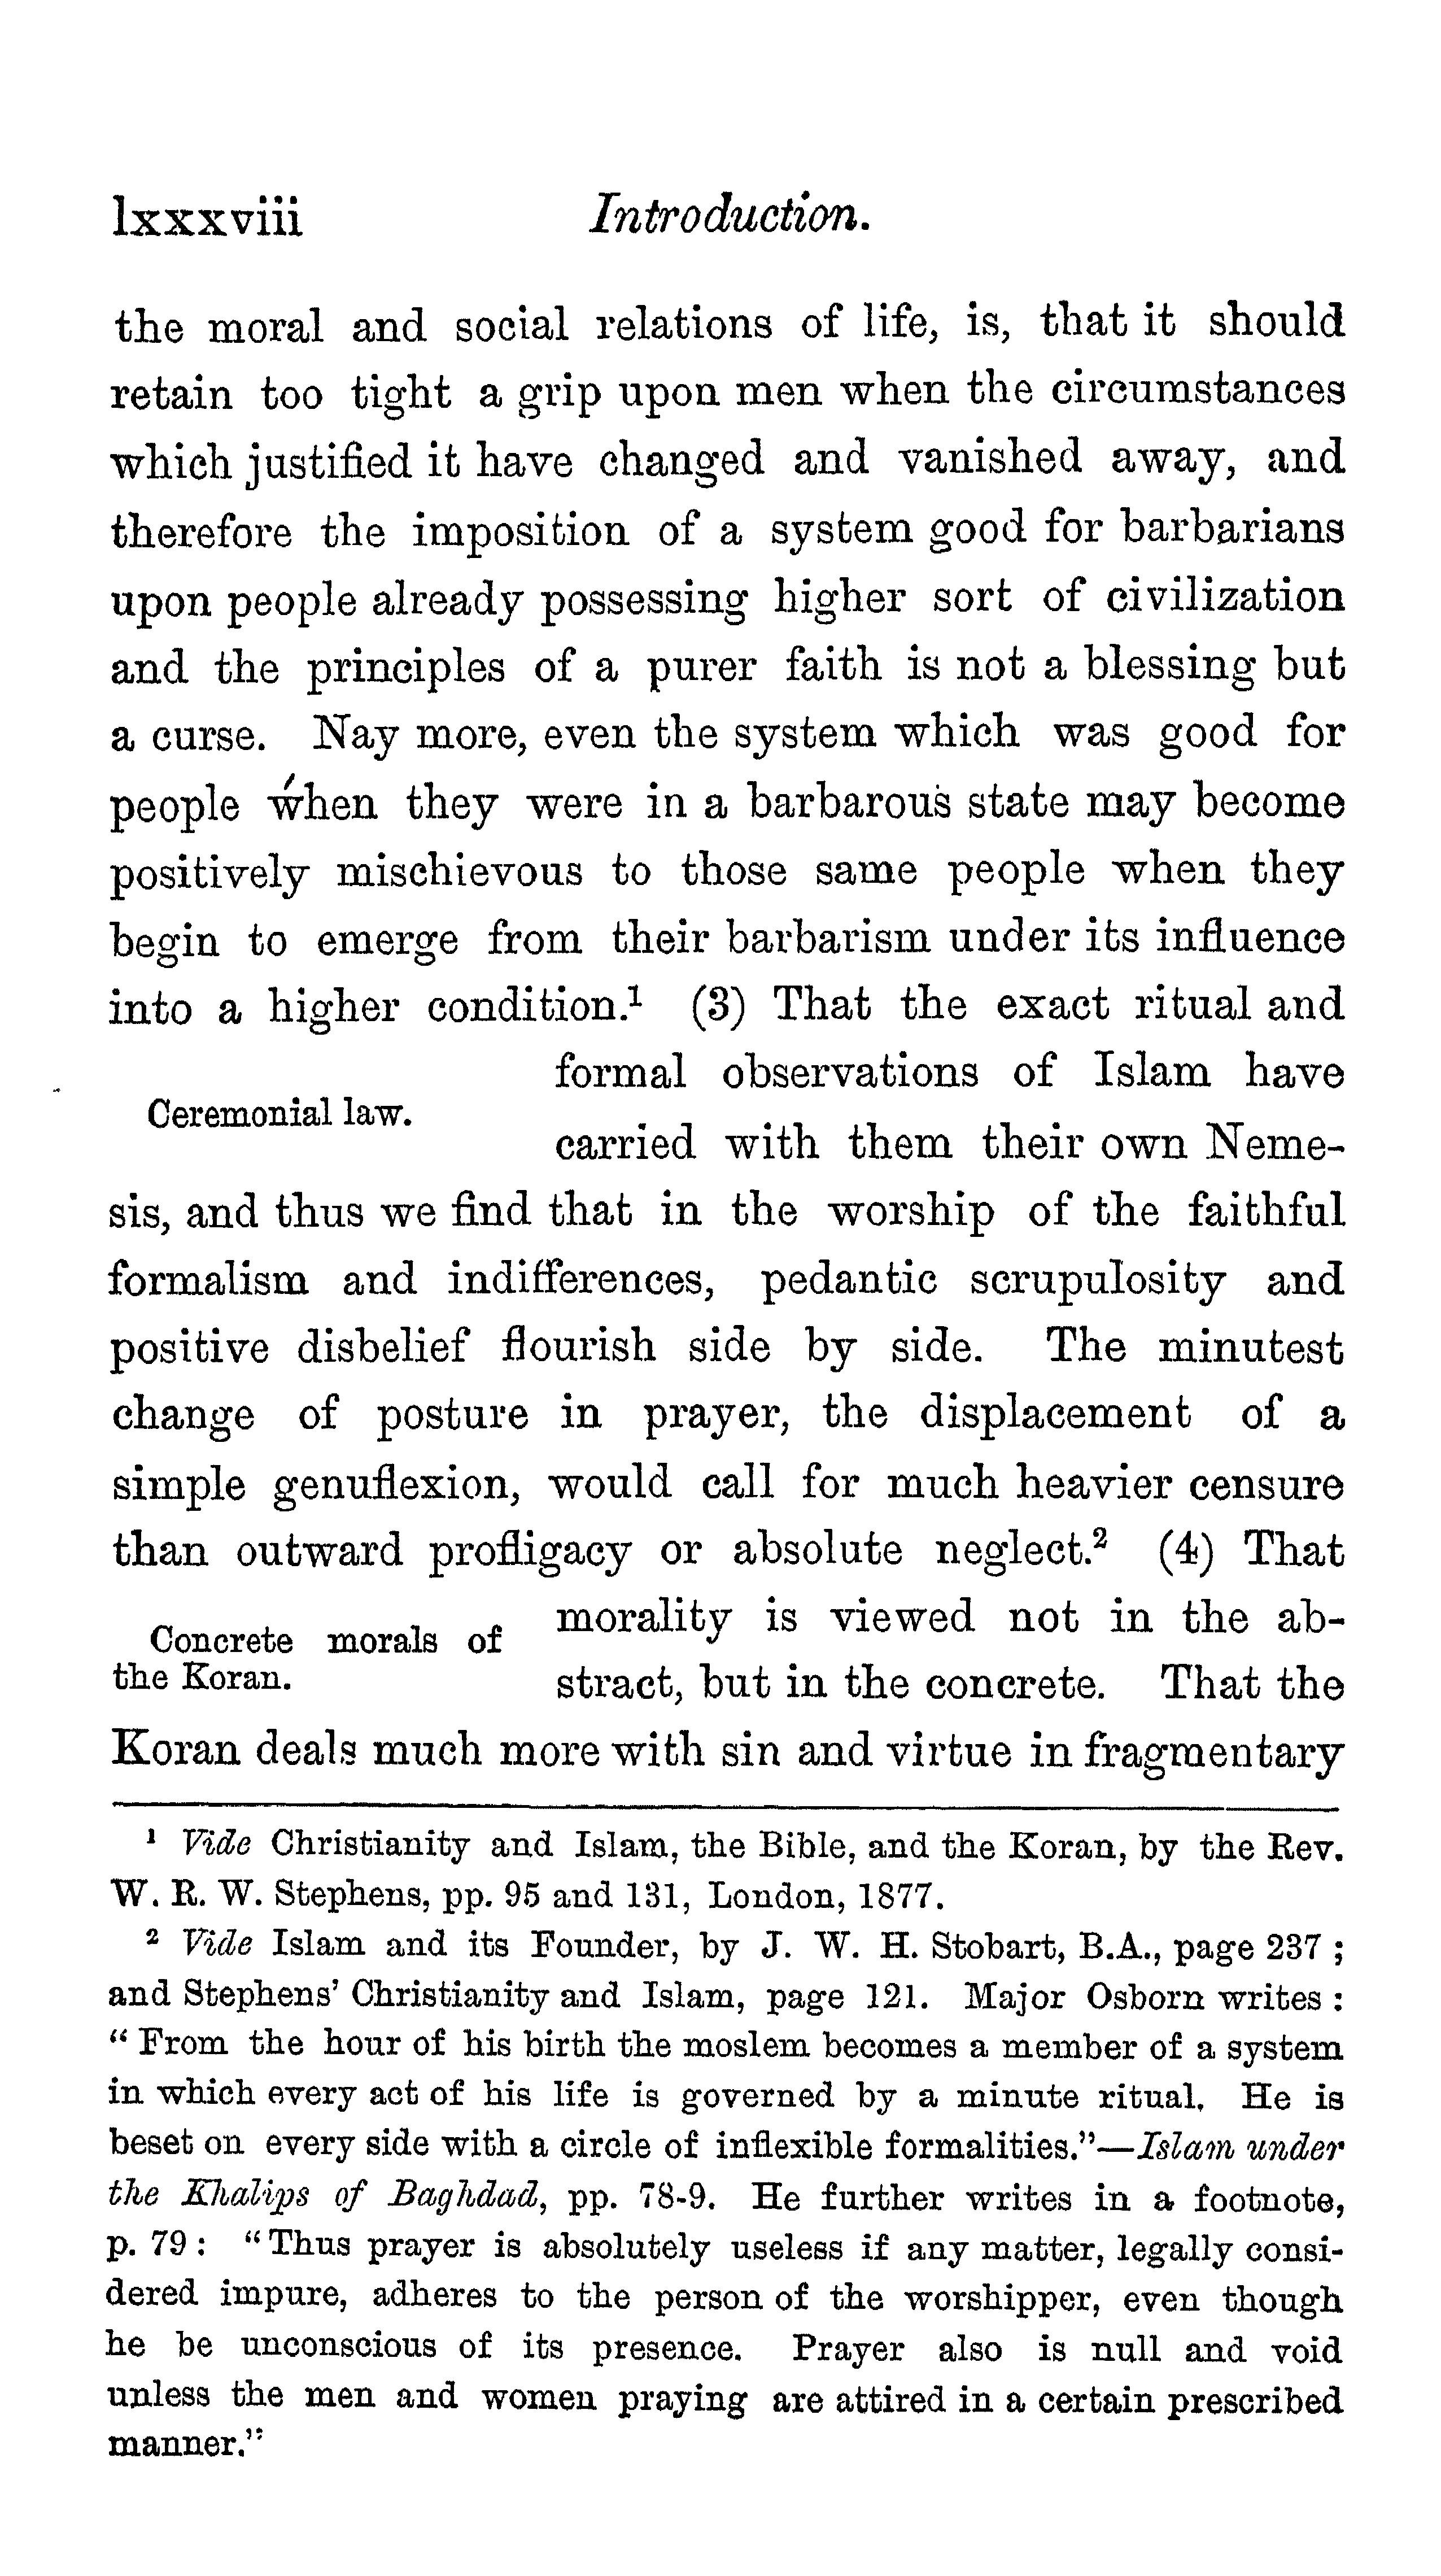 lxxxviii Introduction.
the moral and social relations of life, is, that it should
retain too tight a grip upon men when the circumstances
which justified it have changed and vanished away, and
therefore the imposition of a system good for barbarians
upon people already possessing higher sort of civilization
and the principles of a purer faith is not a blessing but
a curse. Nay more, even the system which was good for
people when they were in a barbarous state may become
positively mischievous to those same people when they
begin to emerge from their barbarism under its influence
into a higher condition.¹ (3) That the exact ritual and
Ceremonial law.
formal observations of Islam have
carried with them their own Neme-
sis, and thus we find that in the worship of the faithful
formalism and indifferences, pedantic scrupulosity and
positive disbelief flourish side by side. The minutest
change of posture in prayer, the displacement of a
simple genuflexion, would call for much heavier censure
than outward profligacy or absolute neglect.² (4) That
Concrete morals of
the Koran.
morality is viewed not in the ab-
stract, but in the concrete. That the
Koran deals much more with sin and virtue in fragmentary
¹ Vide Christianity and Islam, the Bible, and the Koran, by the Rev.
W. R. W. Stephens, pp. 95 and 131, London, 1877.
² Vide Islam and its Founder, by J. W. H. Stobart, B.A., page 237 ;
and Stephens' Christianity and Islam, page 121. Major Osborn writes :
“ From the hour of his birth the moslem becomes a member of a system
in which every act of his life is governed by a minute ritual. He is
beset on every side with a circle of inflexible formalities.”—Islam under
the Khalips of Baghdad, pp. 78-9. He further writes in a footnote,
p. 79 : “Thus prayer is absolutely useless if any matter, legally consi-
dered impure, adheres to the person of the worshipper, even though
he be unconscious of its presence. Prayer also is null and void
unless the men and women praying are attired in a certain prescribed
manner.”